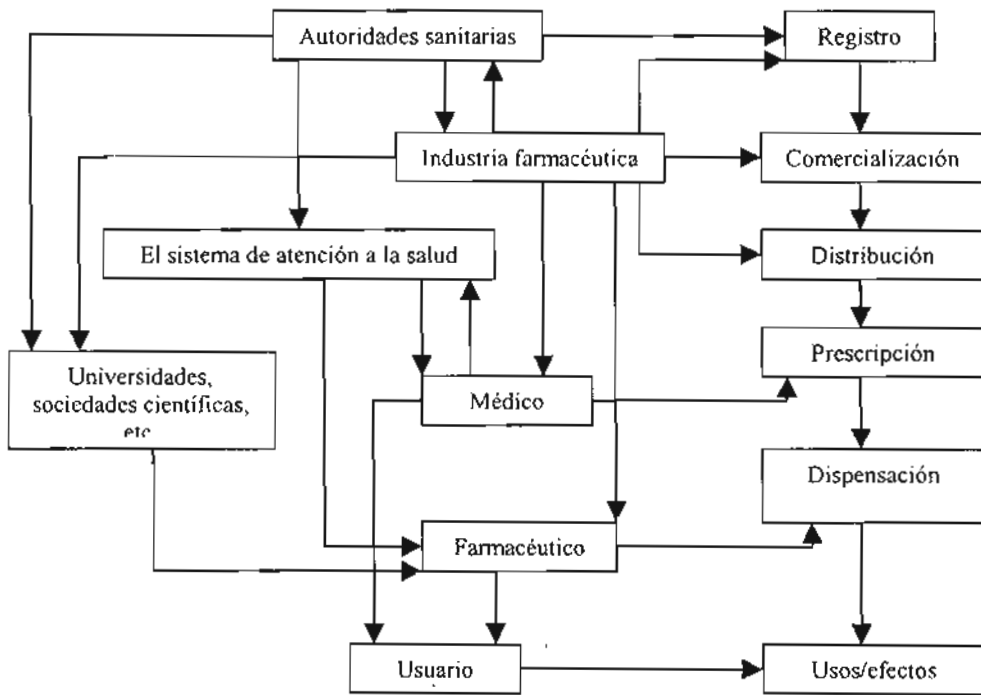 Autoridades sanitarias
Registro
Industria farmacéutica
Comercialización
El sistema de atención a la salud
Distribución
Universidades,
sociedades científicas,
etc
Médico
Prescripción
Dispensación
Farmacéutico
Usuario
Usos/efectos